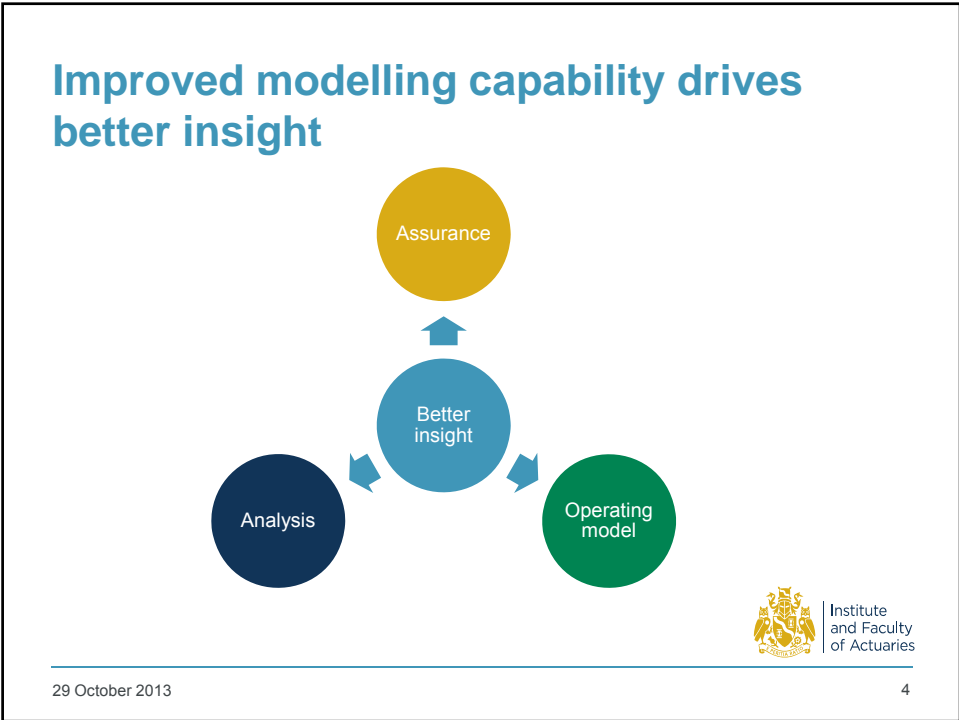 Improved modelling capability drives
better insight
Assurance
Better
insight
Analysis
Operating
model
Institute
and Faculty
of Actuaries
29 October 2013
4